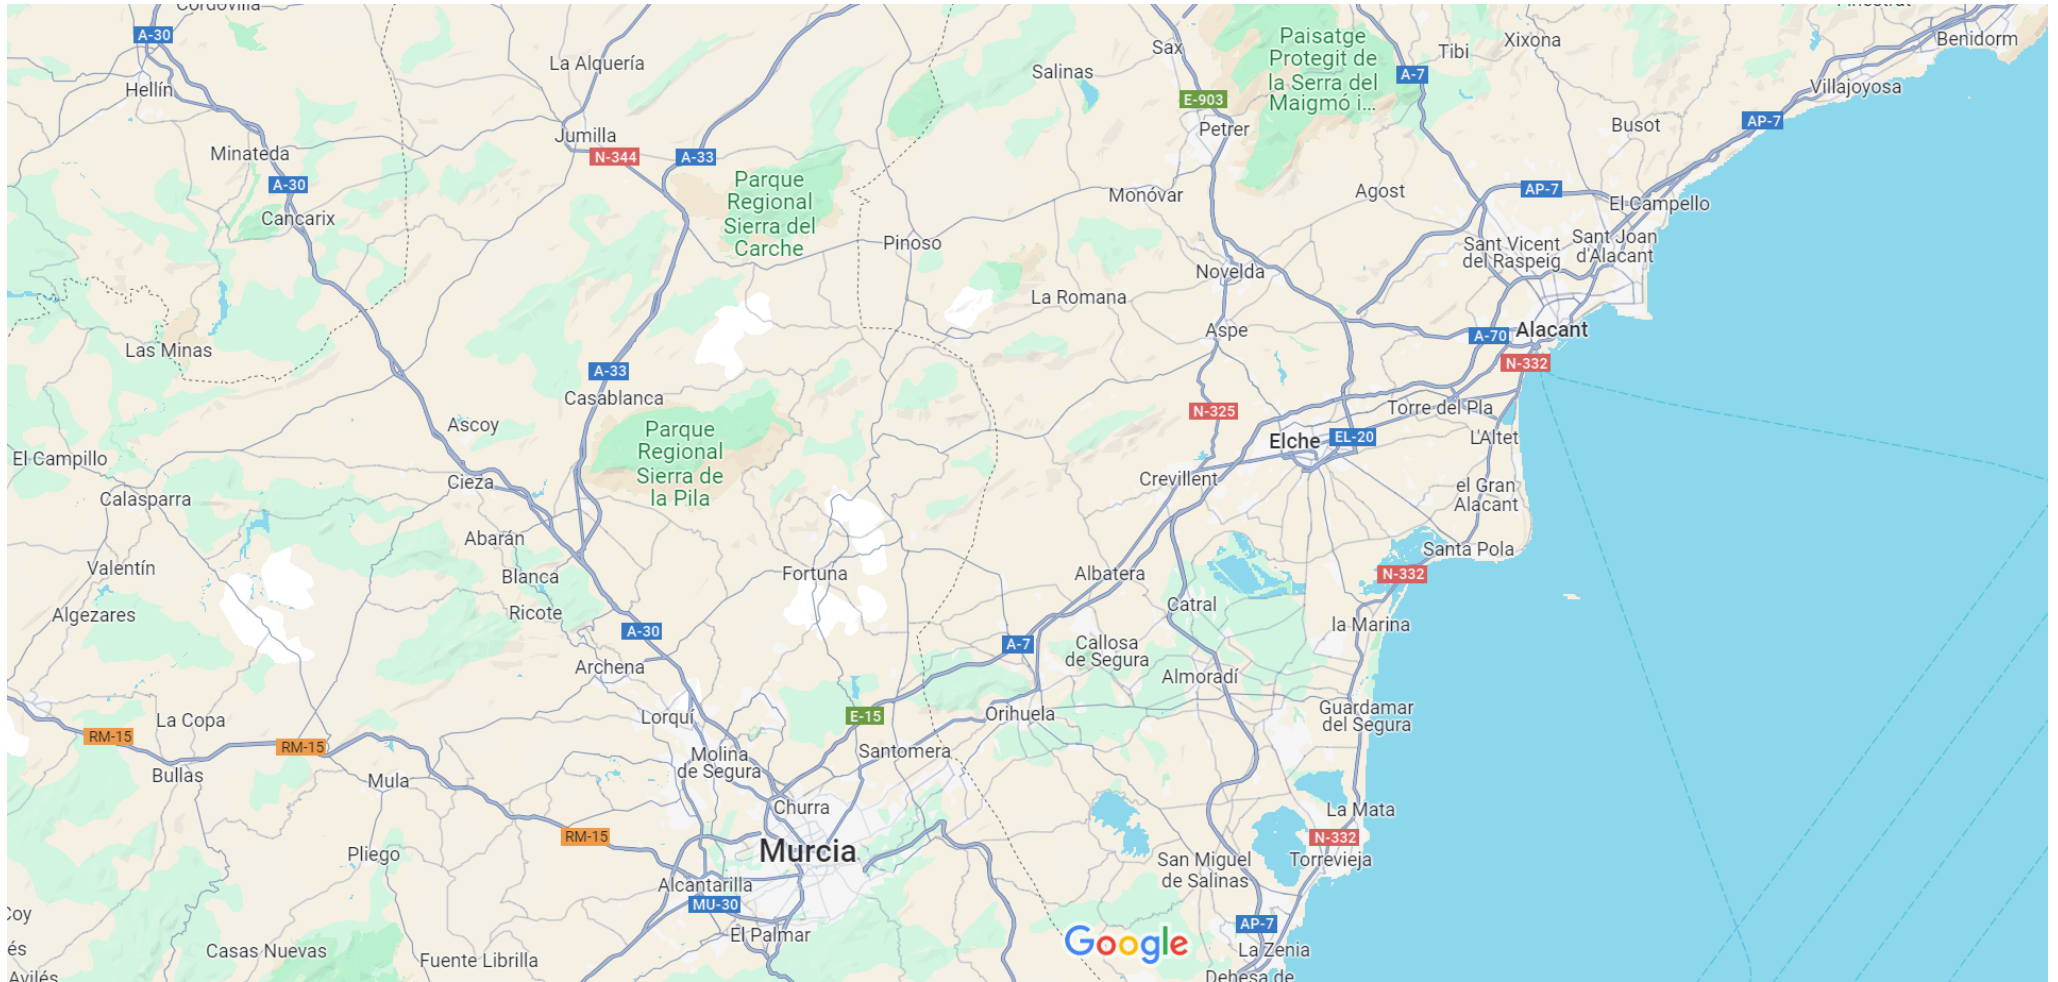 Cordovilla
Finestrat
A-30
Benidorm
Xixona
Paisatge
Protegit de
la Serra del
Maigmó i...
Sax
Tibi
La Alquería
Salinas
A-7
Hellín
Villajoyosa
E-903
AP-7
Petrer
Busot
Jumilla
N-344
A-33
Minateda
A-30
Parque
Regional
Sierra del
Carche
Monóvar
Agost
AP-7
El Campello
Cancarix
Pinoso
Sant Vicent
del Raspeig
Sant Joan
d'Alacant
Novelda
La Romana
Aspe
A-70
Alacant
Las Minas
N-332
A-33
Casablanca
N-325
Torre del Pla
Ascoy
Parque
Regional
Sierra de
la Pila
Elche
EL-20
L'Altet
El Campillo
Cieza
Crevillent
Calasparra
el Gran
Alacant
Abarán
Santa Pola
Valentín
Blanca
Fortuna
Albatera
N-332
Algezares
Ricote
Catral
la Marina
A-30
A-7
Callosa
de Segura
Archena
Almoradí
La Copa
Lorquí
E-15
Orihuela
Guardamar
del Segura
RM-15
RM-15
Santomera
Molina
de Segura
Bullas
Mula
Churra
La Mata
RM-15
N-332
Pliego
Murcia
San Miguel
de Salinas
Torrevieja
Alcantarilla
MU-30
Coy
AP-7
El Palmar
Google
és
Casas Nuevas
Fuente Librilla
La Zenia
Avilés
Dehesa de